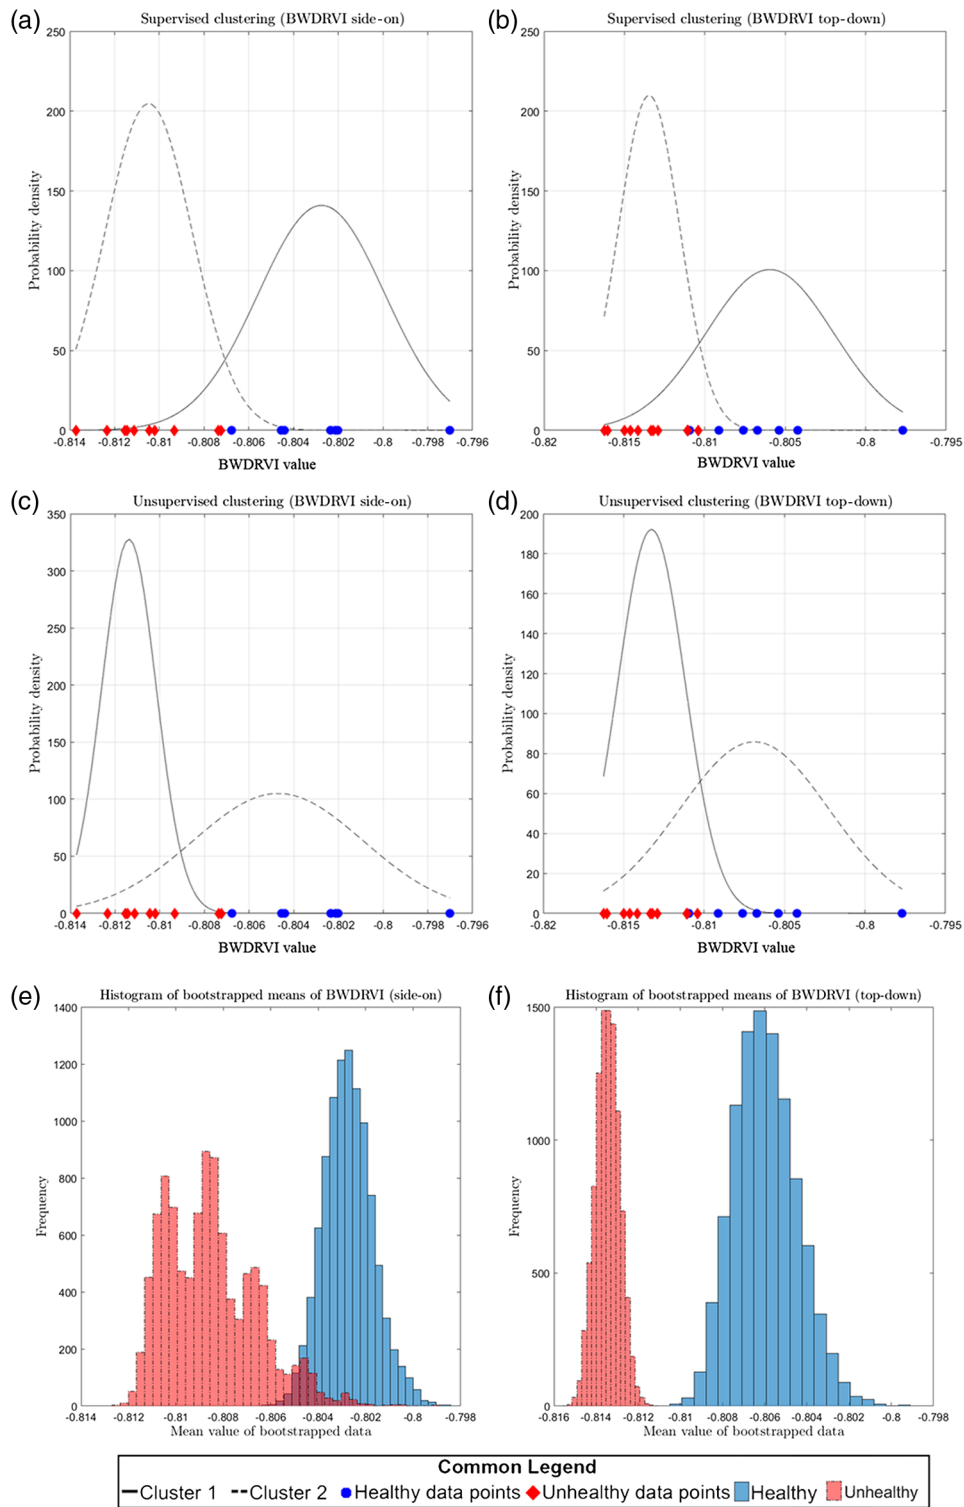 (a) Supervised clustering (BWDRVI side-on)
250
200
150
100
50
0
Probability density
-0.814 -0.812 -0.81 -0.808 -0.806 -0.804 -0.802 -0.8 -0.798 -0.796
BWDRVI value
(b) Supervised clustering (BWDRVI top-down)
250
200
150
100
50
0
Probability density
-0.82 -0.815 -0.81 -0.805 -0.8 -0.795
BWDRVI value
(c) Unsupervised clustering (BWDRVI side-on)
350
300
250
200
150
100
50
0
Probability density
-0.814 -0.812 -0.81 -0.808 -0.806 -0.804 -0.802 -0.8 -0.798 -0.796
BWDRVI value
(d) Unsupervised clustering (BWDRVI top-down)
200
180
160
140
120
100
80
60
40
20
0
Probability density
-0.82 -0.815 -0.81 -0.805 -0.8 -0.795
BWDRVI value
(e) Histogram of bootstrapped means of BWDRVI (side-on)
1400
1200
1000
800
600
400
200
0
Frequency
-0.814 -0.812 -0.81 -0.808 -0.806 -0.804 -0.802 -0.8 -0.798
Mean value of bootstrapped data
(f) Histogram of bootstrapped means of BWDRVI (top-down)
1500
1000
500
0
Frequency
-0.816 -0.814 -0.812 -0.81 -0.808 -0.806 -0.804 -0.802 -0.8 -0.798
Mean value of bootstrapped data
Common Legend
Cluster 1 Cluster 2 Healthy data points Unhealthy data points Healthy Unhealthy